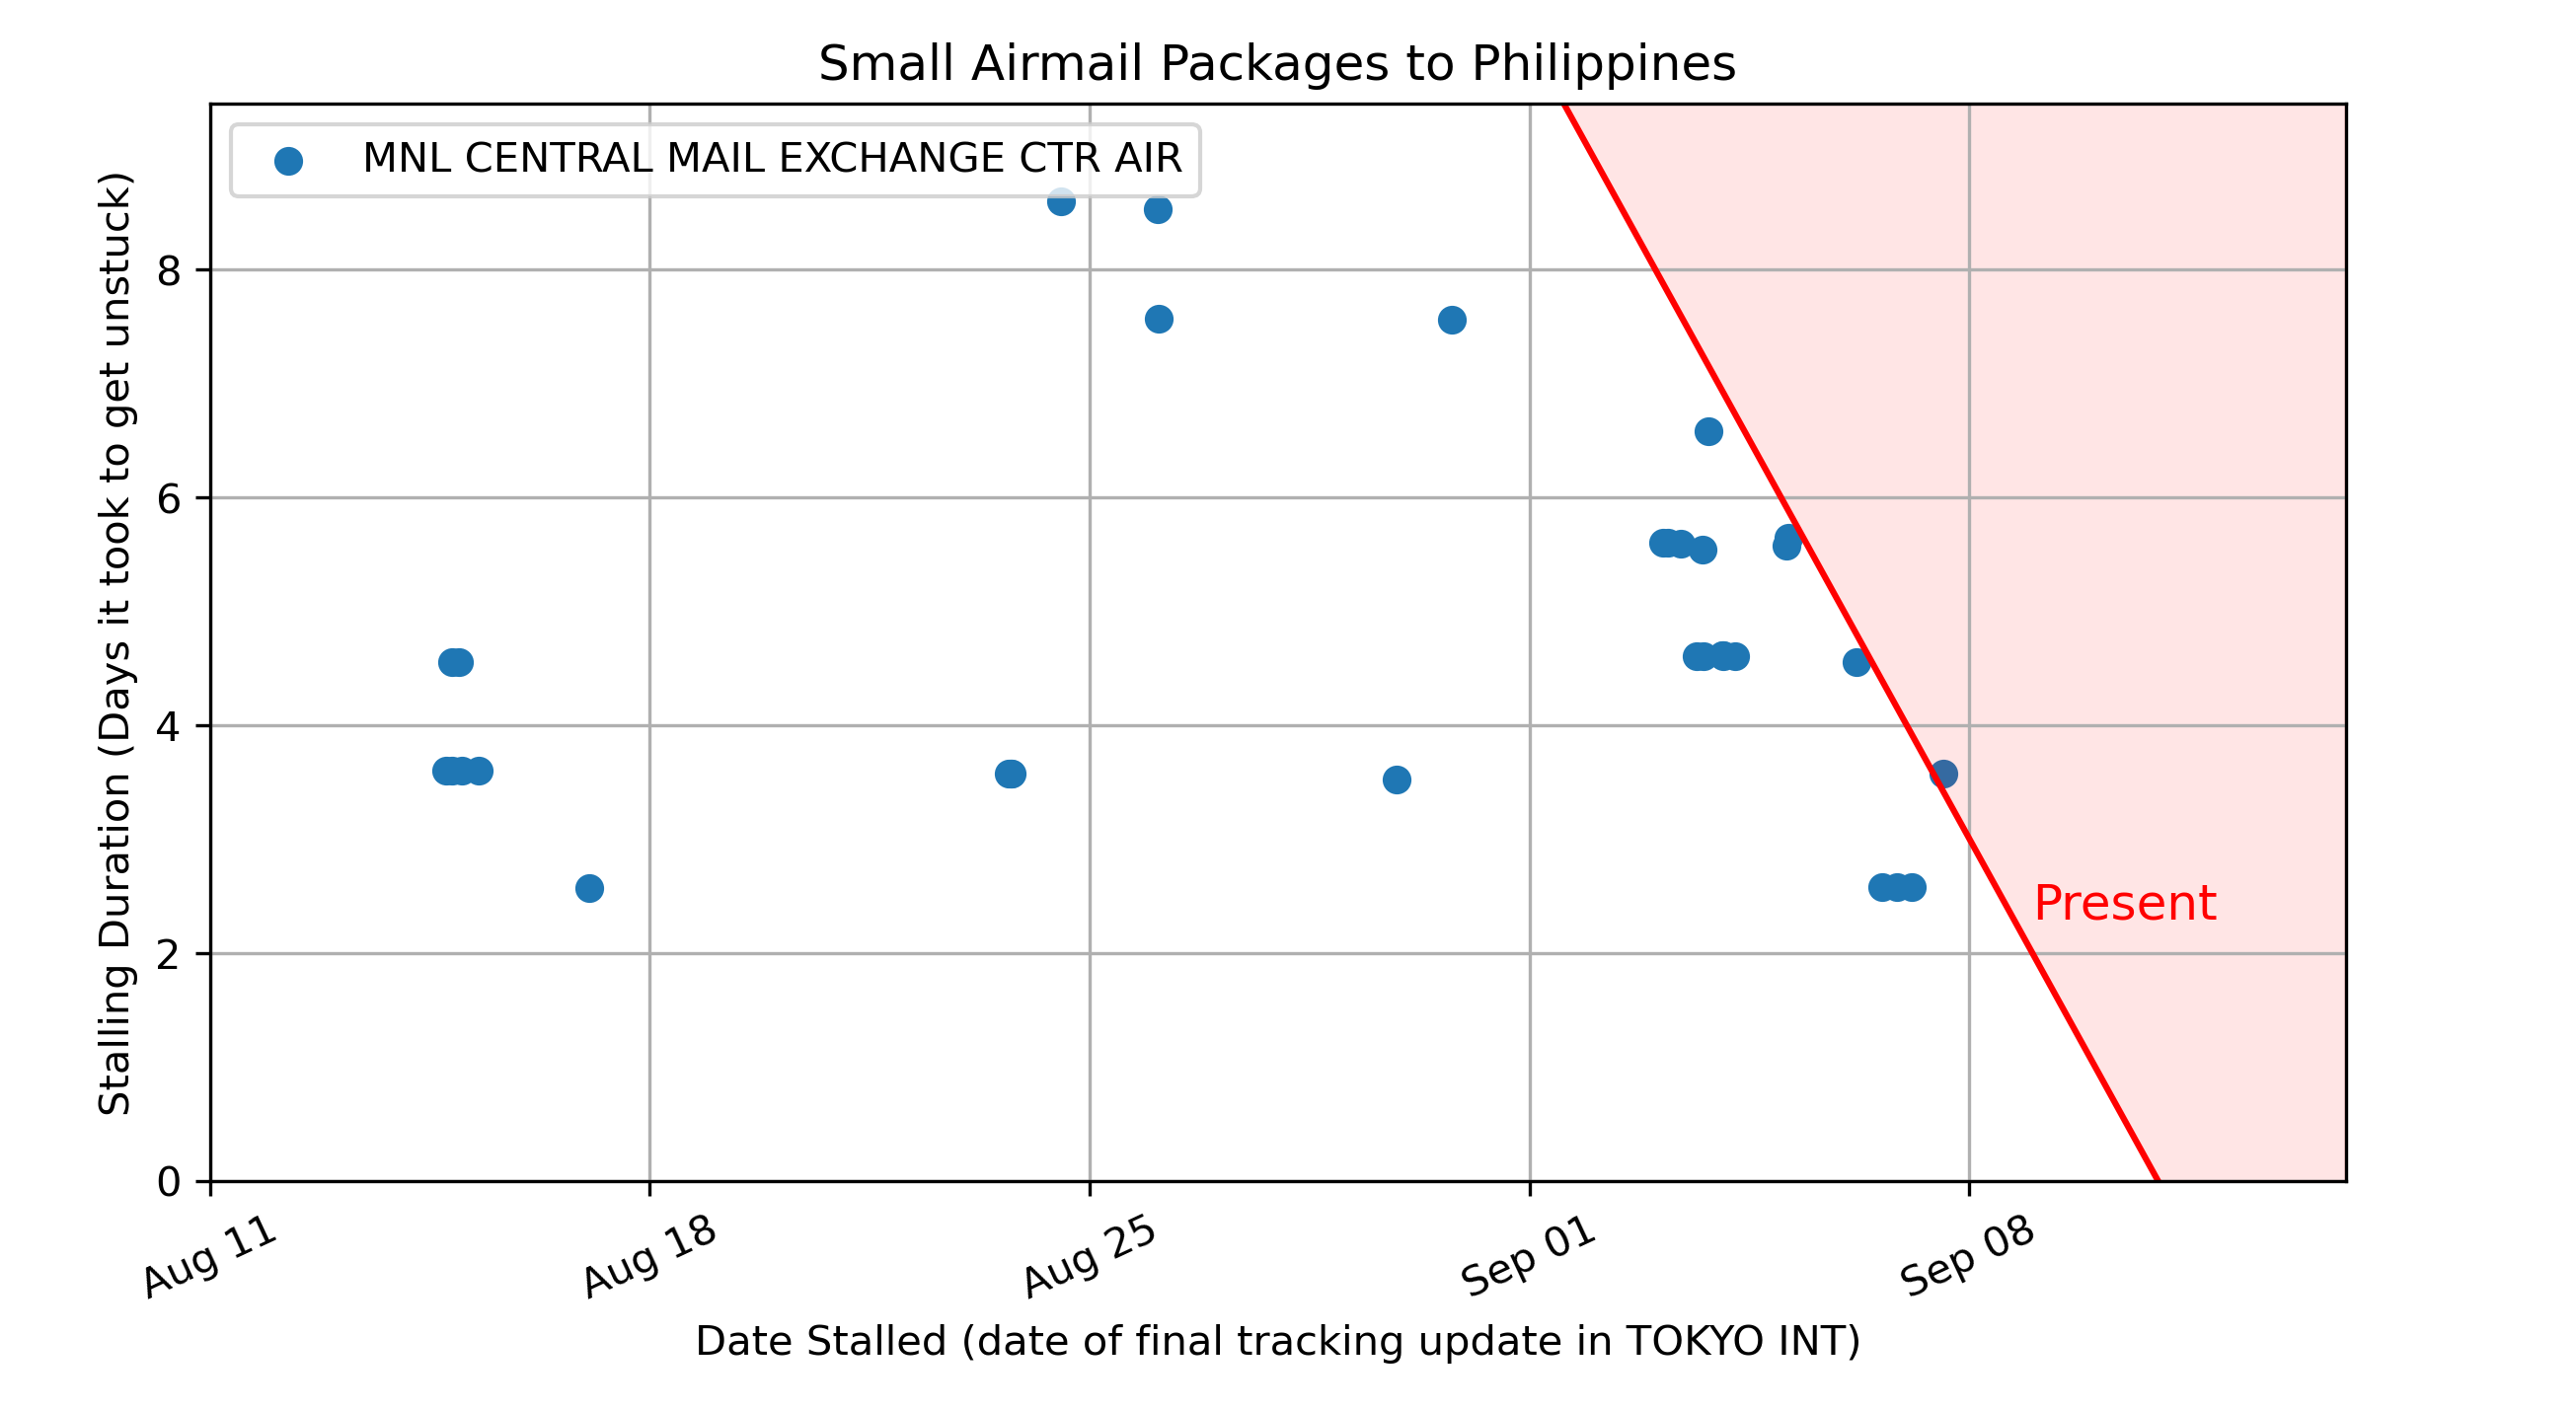 Small Airmail Packages to Philippines
MNL CENTRAL MAIL EXCHANGE CTR AIR
Stalling Duration (Days it took to get unstuck)
8
6
4
2
0
Present
Aug 11
Aug 18
Aug 25
Sep 01
Sep 08
Date Stalled (date of final tracking update in TOKYO INT)